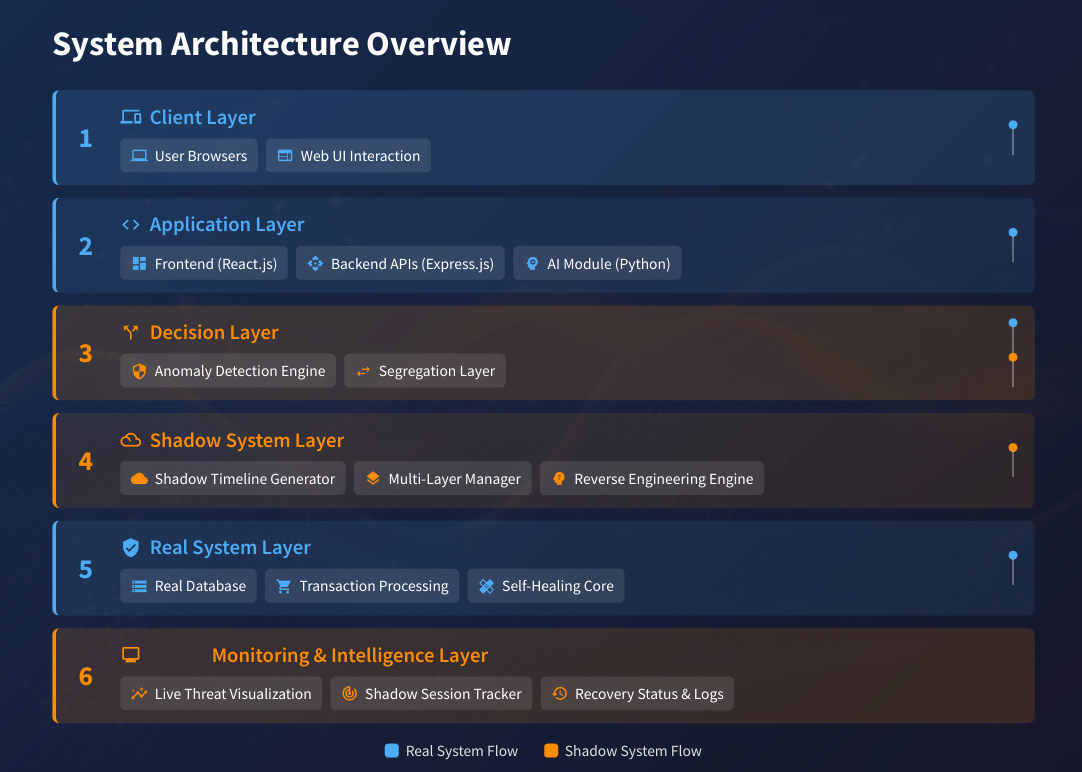 System Architecture Overview
1
Client Layer
User Browsers
Web UI Interaction
2
Application Layer
Frontend (React.js)
Backend APIs (Express.js)
AI Module (Python)
3
Decision Layer
Anomaly Detection Engine
Segregation Layer
4
Shadow System Layer
Shadow Timeline Generator
Multi-Layer Manager
Reverse Engineering Engine
5
Real System Layer
Real Database
Transaction Processing
Self-Healing Core
6
Monitoring & Intelligence Layer
Live Threat Visualization
Shadow Session Tracker
Recovery Status & Logs
Real System Flow
Shadow System Flow